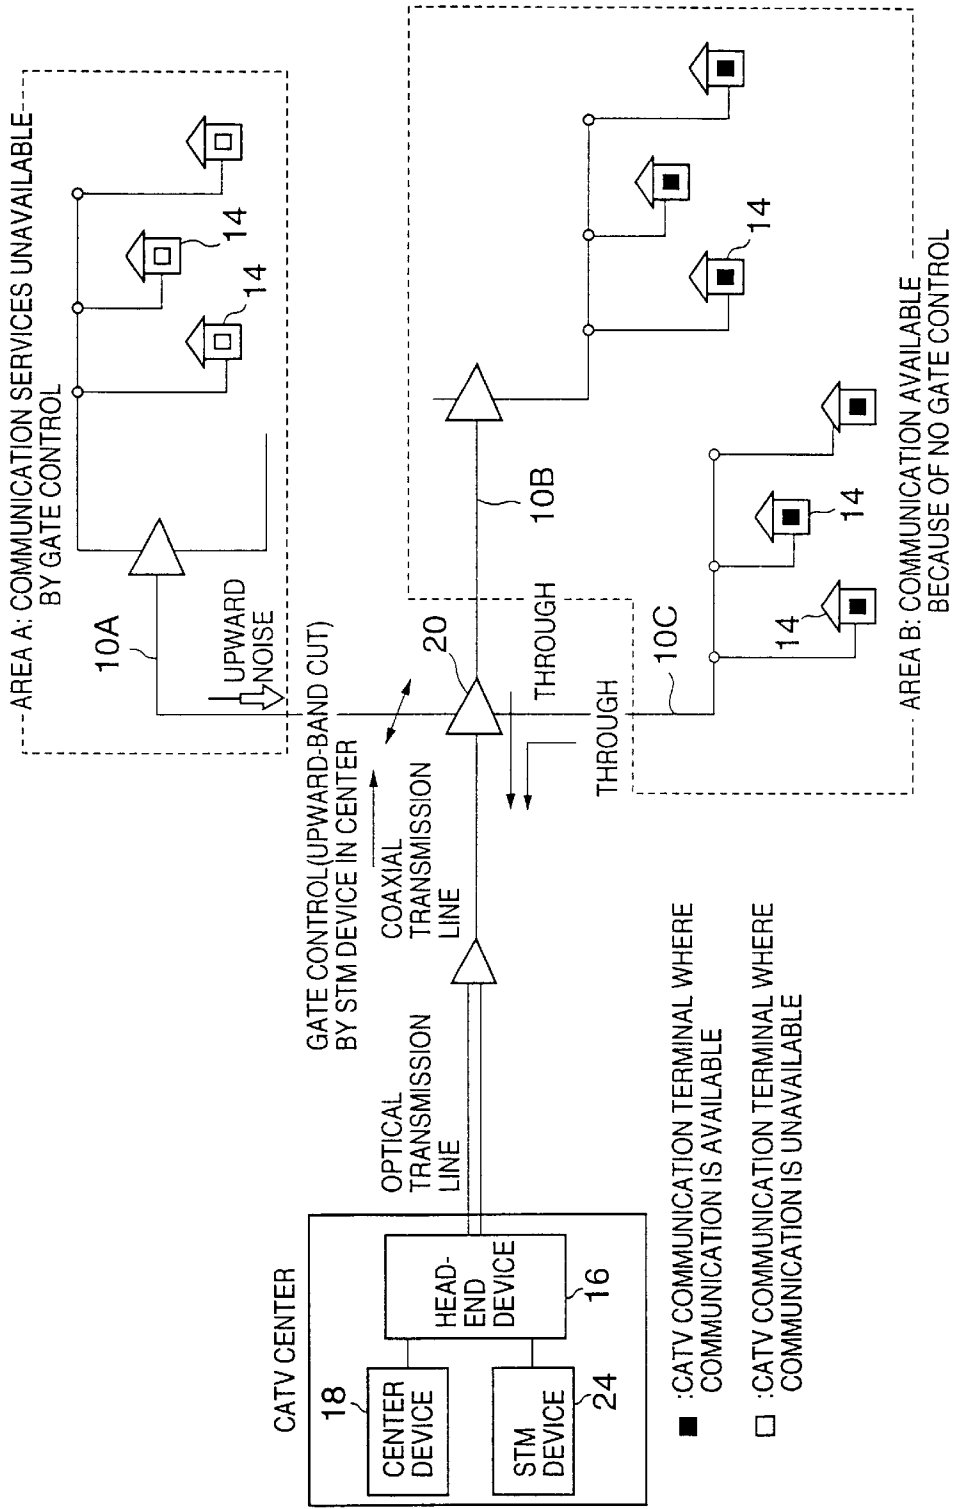 AREA A: COMMUNICATION SERVICES UNAVAILABLE
BY GATE CONTROL
10A
UPWARD
NOISE
14
14
GATE CONTROL(UPWARD-BAND CUT)
BY STM DEVICE IN CENTER
COAXIAL
TRANSMISSION
LINE
20
10B
THROUGH
THROUGH
10C
14
14
14
AREA B: COMMUNICATION AVAILABLE
BECAUSE OF NO GATE CONTROL
OPTICAL
TRANSMISSION
LINE
CATV CENTER
18
CENTER
DEVICE
HEAD-
END
DEVICE
16
STM
DEVICE
24
:CATV COMMUNICATION TERMINAL WHERE
COMMUNICATION IS AVAILABLE
:CATV COMMUNICATION TERMINAL WHERE
COMMUNICATION IS UNAVAILABLE